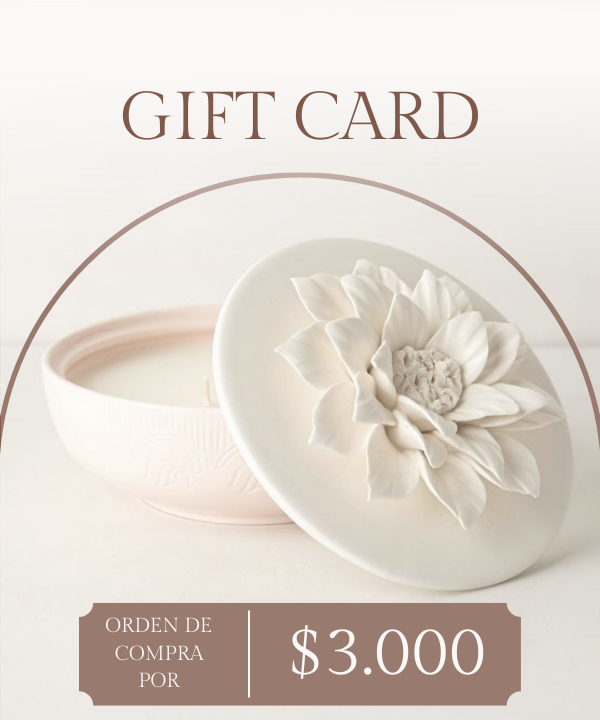 GIFT CARD
ORDEN DE
COMPRA
POR
$3.000